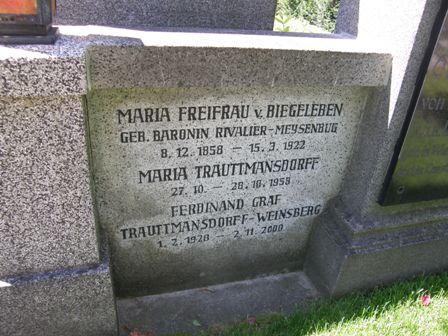 MARIA FREIFRAU v. BIEGELEBEN
GEB. BARONIN RIVALIER-MEYSENBUG
8. 12. 1858 – 15. 3. 1922
MARIA TRAUTTMANSDORFF
27. 10. – 28. 10. 1958
FERDINAND GRAF
TRAUTTMANSDORFF-WEINSBERG
1. 2. 1928 – 2. 11. 2000
VON